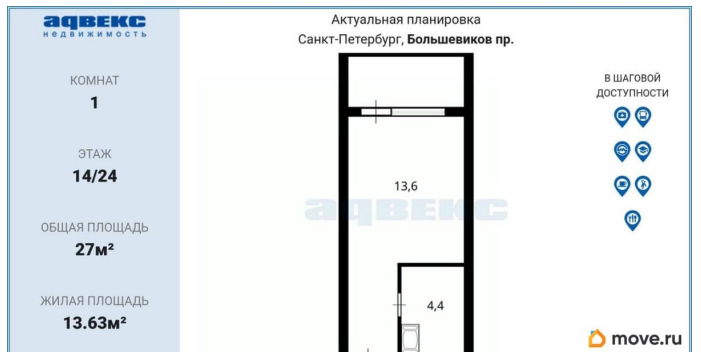 адвекс
недвижимость
КОМНАТ
1
ЭТАЖ
14/24
ОБЩАЯ ПЛОЩАДЬ
27м²
ЖИЛАЯ ПЛОЩАДЬ
13.63м²
Актуальная планировка
Санкт-Петербург, Большевиков пр.
13,6
адвекс
4,4
В ШАГОВОЙ
ДОСТУПНОСТИ
move.ru